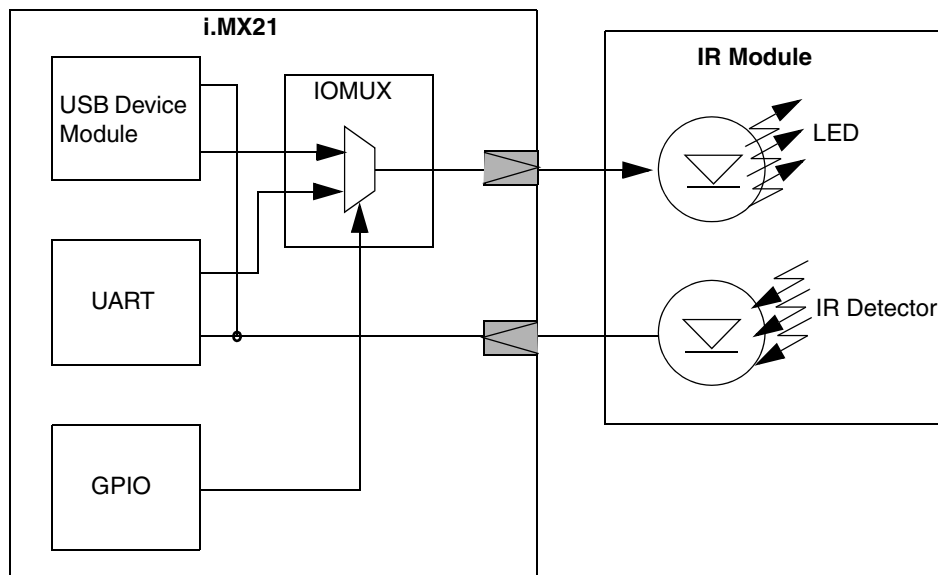 i.MX21
IR Module
USB Device
Module
IOMUX
LED
UART
IR Detector
GPIO